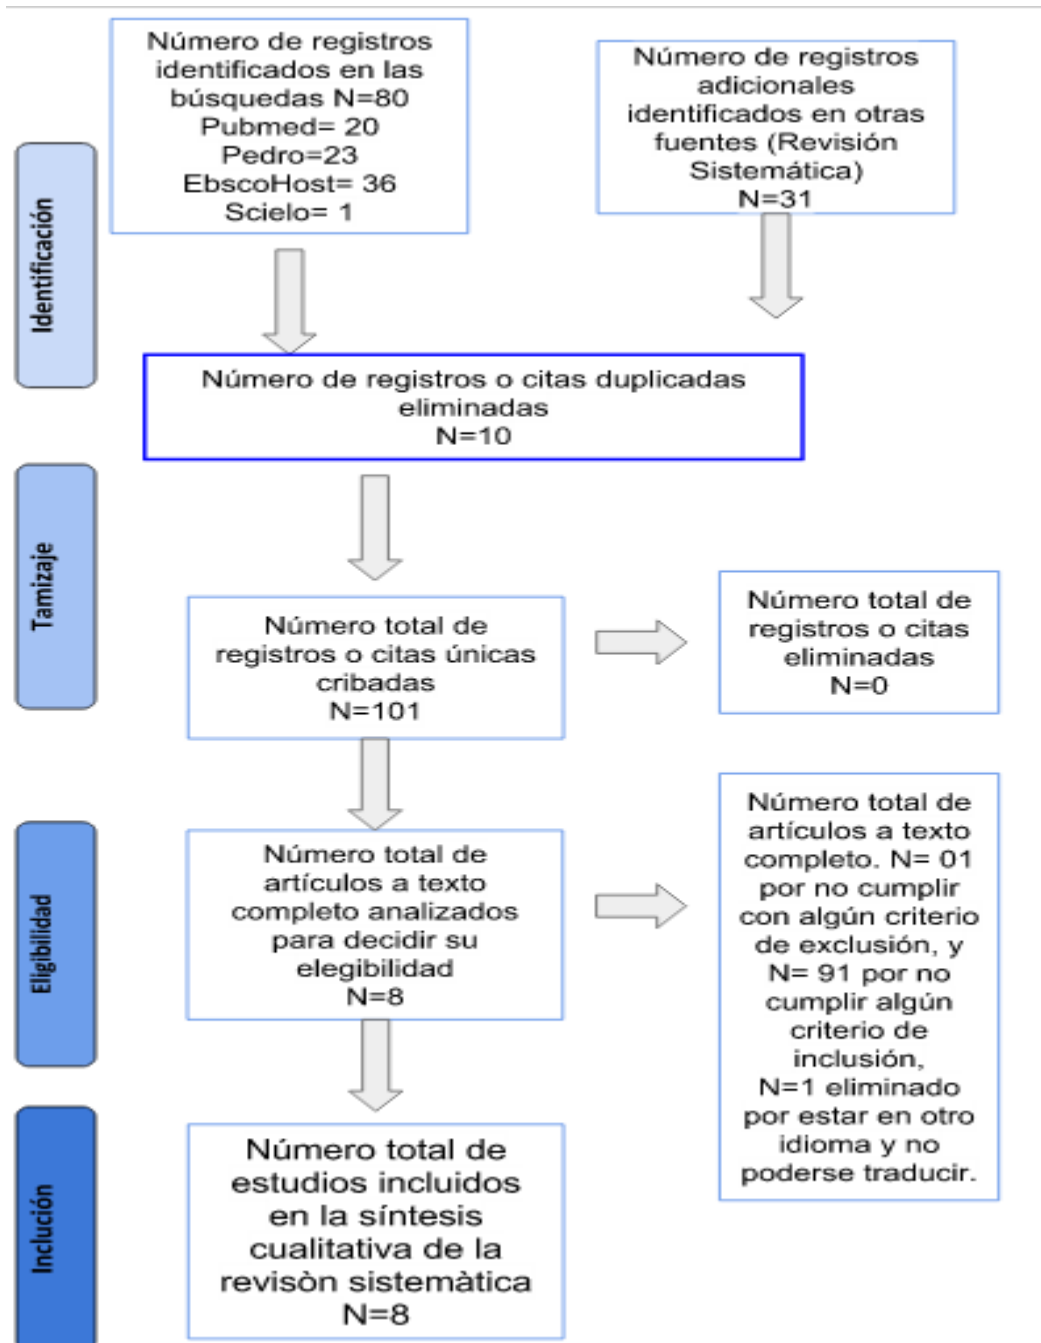 Número de registros
identificados en las
búsquedas N=80
Pubmed= 20
Pedro=23
EbscoHost= 36
Scielo= 1
Número de registros
adicionales
identificados en otras
fuentes (Revisión
Sistemática)
N=31
Identificación
Número de registros o citas duplicadas
eliminadas
N=10
Tamizaje
Número total de
registros o citas únicas
cribadas
N=101
Número total de
registros o citas
eliminadas
N=0
Eligibilidad
Número total de
artículos a texto
completo analizados
para decidir su
elegibilidad
N=8
Número total de
artículos a texto
completo. N= 01
por no cumplir
con algún criterio
de exclusión, y
N= 91 por no
cumplir algún
criterio de
inclusión,
N=1 eliminado
por estar en otro
idioma y no
poderse traducir.
Inclución
Número total de
estudios incluidos
en la síntesis
cualitativa de la
revisòn sistemàtica
N=8